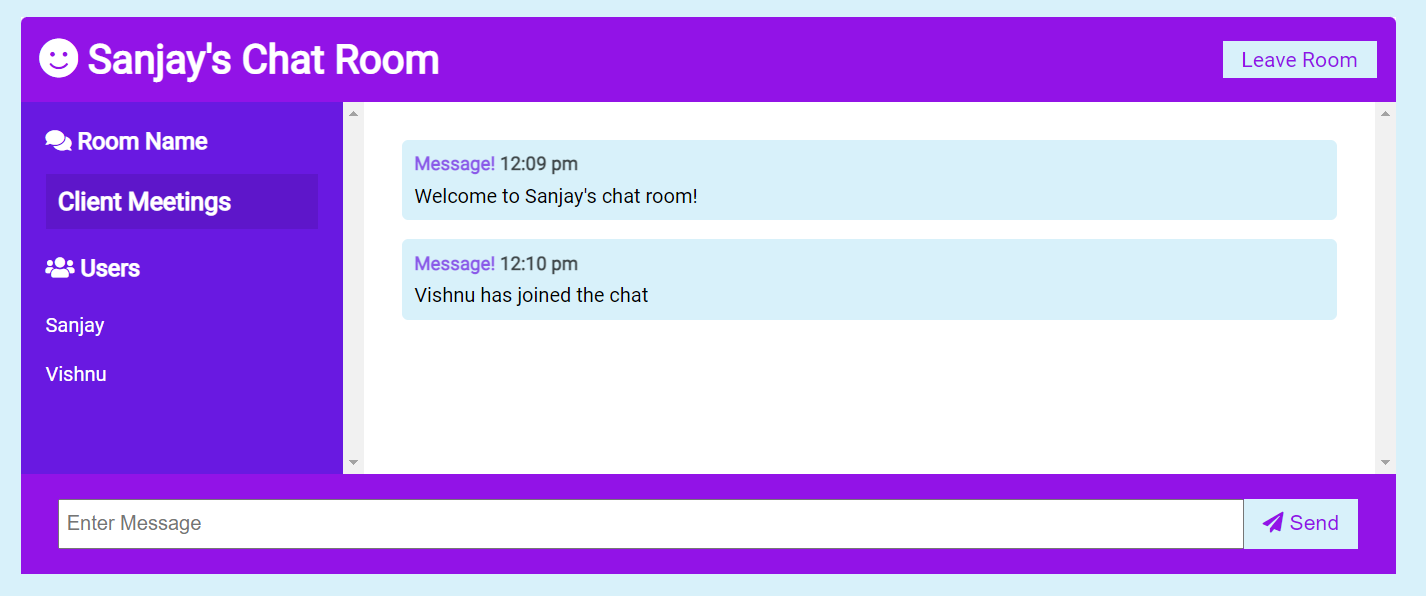 Sanjay's Chat Room
Leave Room
Room Name
Client Meetings
Users
Sanjay
Vishnu
Message! 12:09 pm
Welcome to Sanjay's chat room!
Message! 12:10 pm
Vishnu has joined the chat
Enter Message
Send